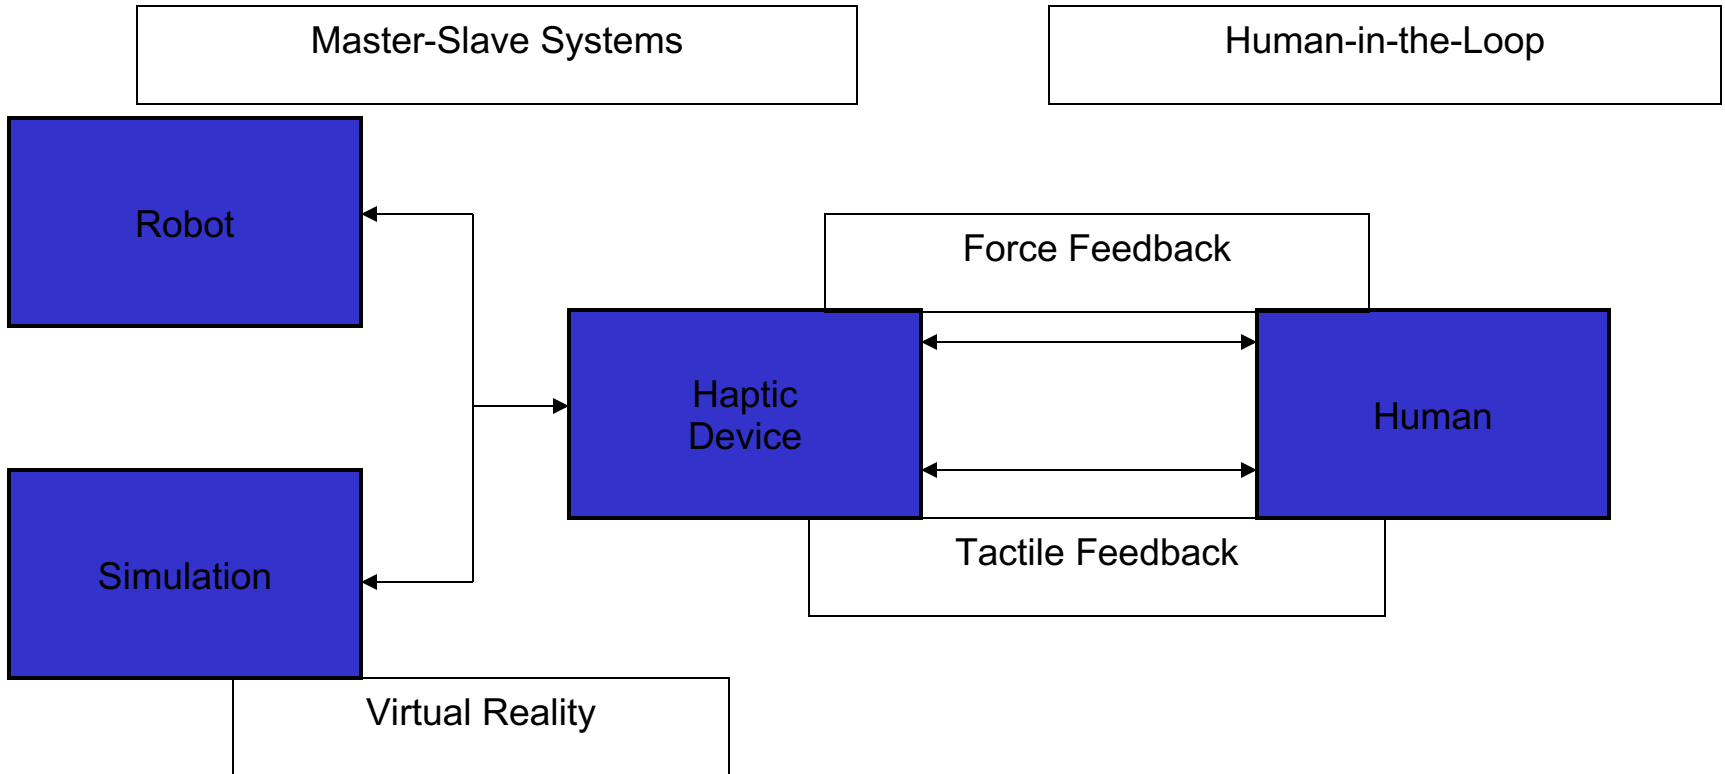 Master-Slave Systems
Human-in-the-Loop
Robot
Force Feedback
Haptic
Device
Human
Tactile Feedback
Simulation
Virtual Reality